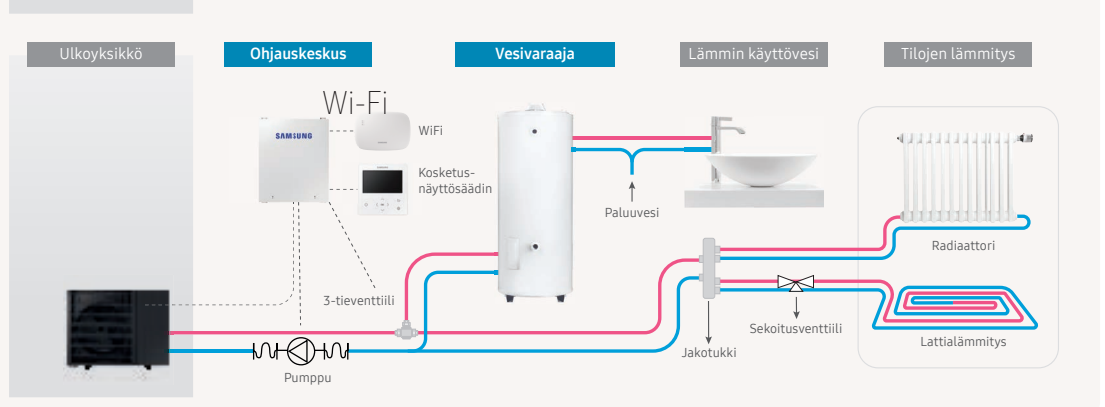 Ulkoyksikkö
Ohjauskeskus
Vesivaraaja
Lämmin käyttövesi
Tilojen lämmitys
Wi-Fi
SAMSUNG
WiFi
Kosketus-
näyttösäädin
Paluuvesi
Radiaattori
3-tieventtiili
Sekoitusventtiili
Lattialämmitys
Jakotukki
Pumppu